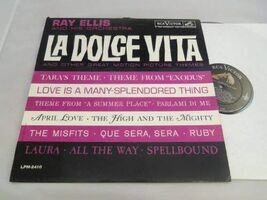 RAY ELLIS
AND HIS ORCHESTRA
RCA VICTOR
LA DOLCE VITA
AND OTHER GREAT MOTION PICTURE THEMES
TARA'S THEME • THEME FROM "EXODUS"
LOVE IS A MANY-SPLENDORED THING
THEME FROM "A SUMMER PLACE" • PARLAMI DI ME
APRIL LOVE • THE HIGH AND THE MIGHTY
THE MISFITS • QUE SERA, SERA • RUBY
LAURA • ALL THE WAY • SPELLBOUND
LPM-2410